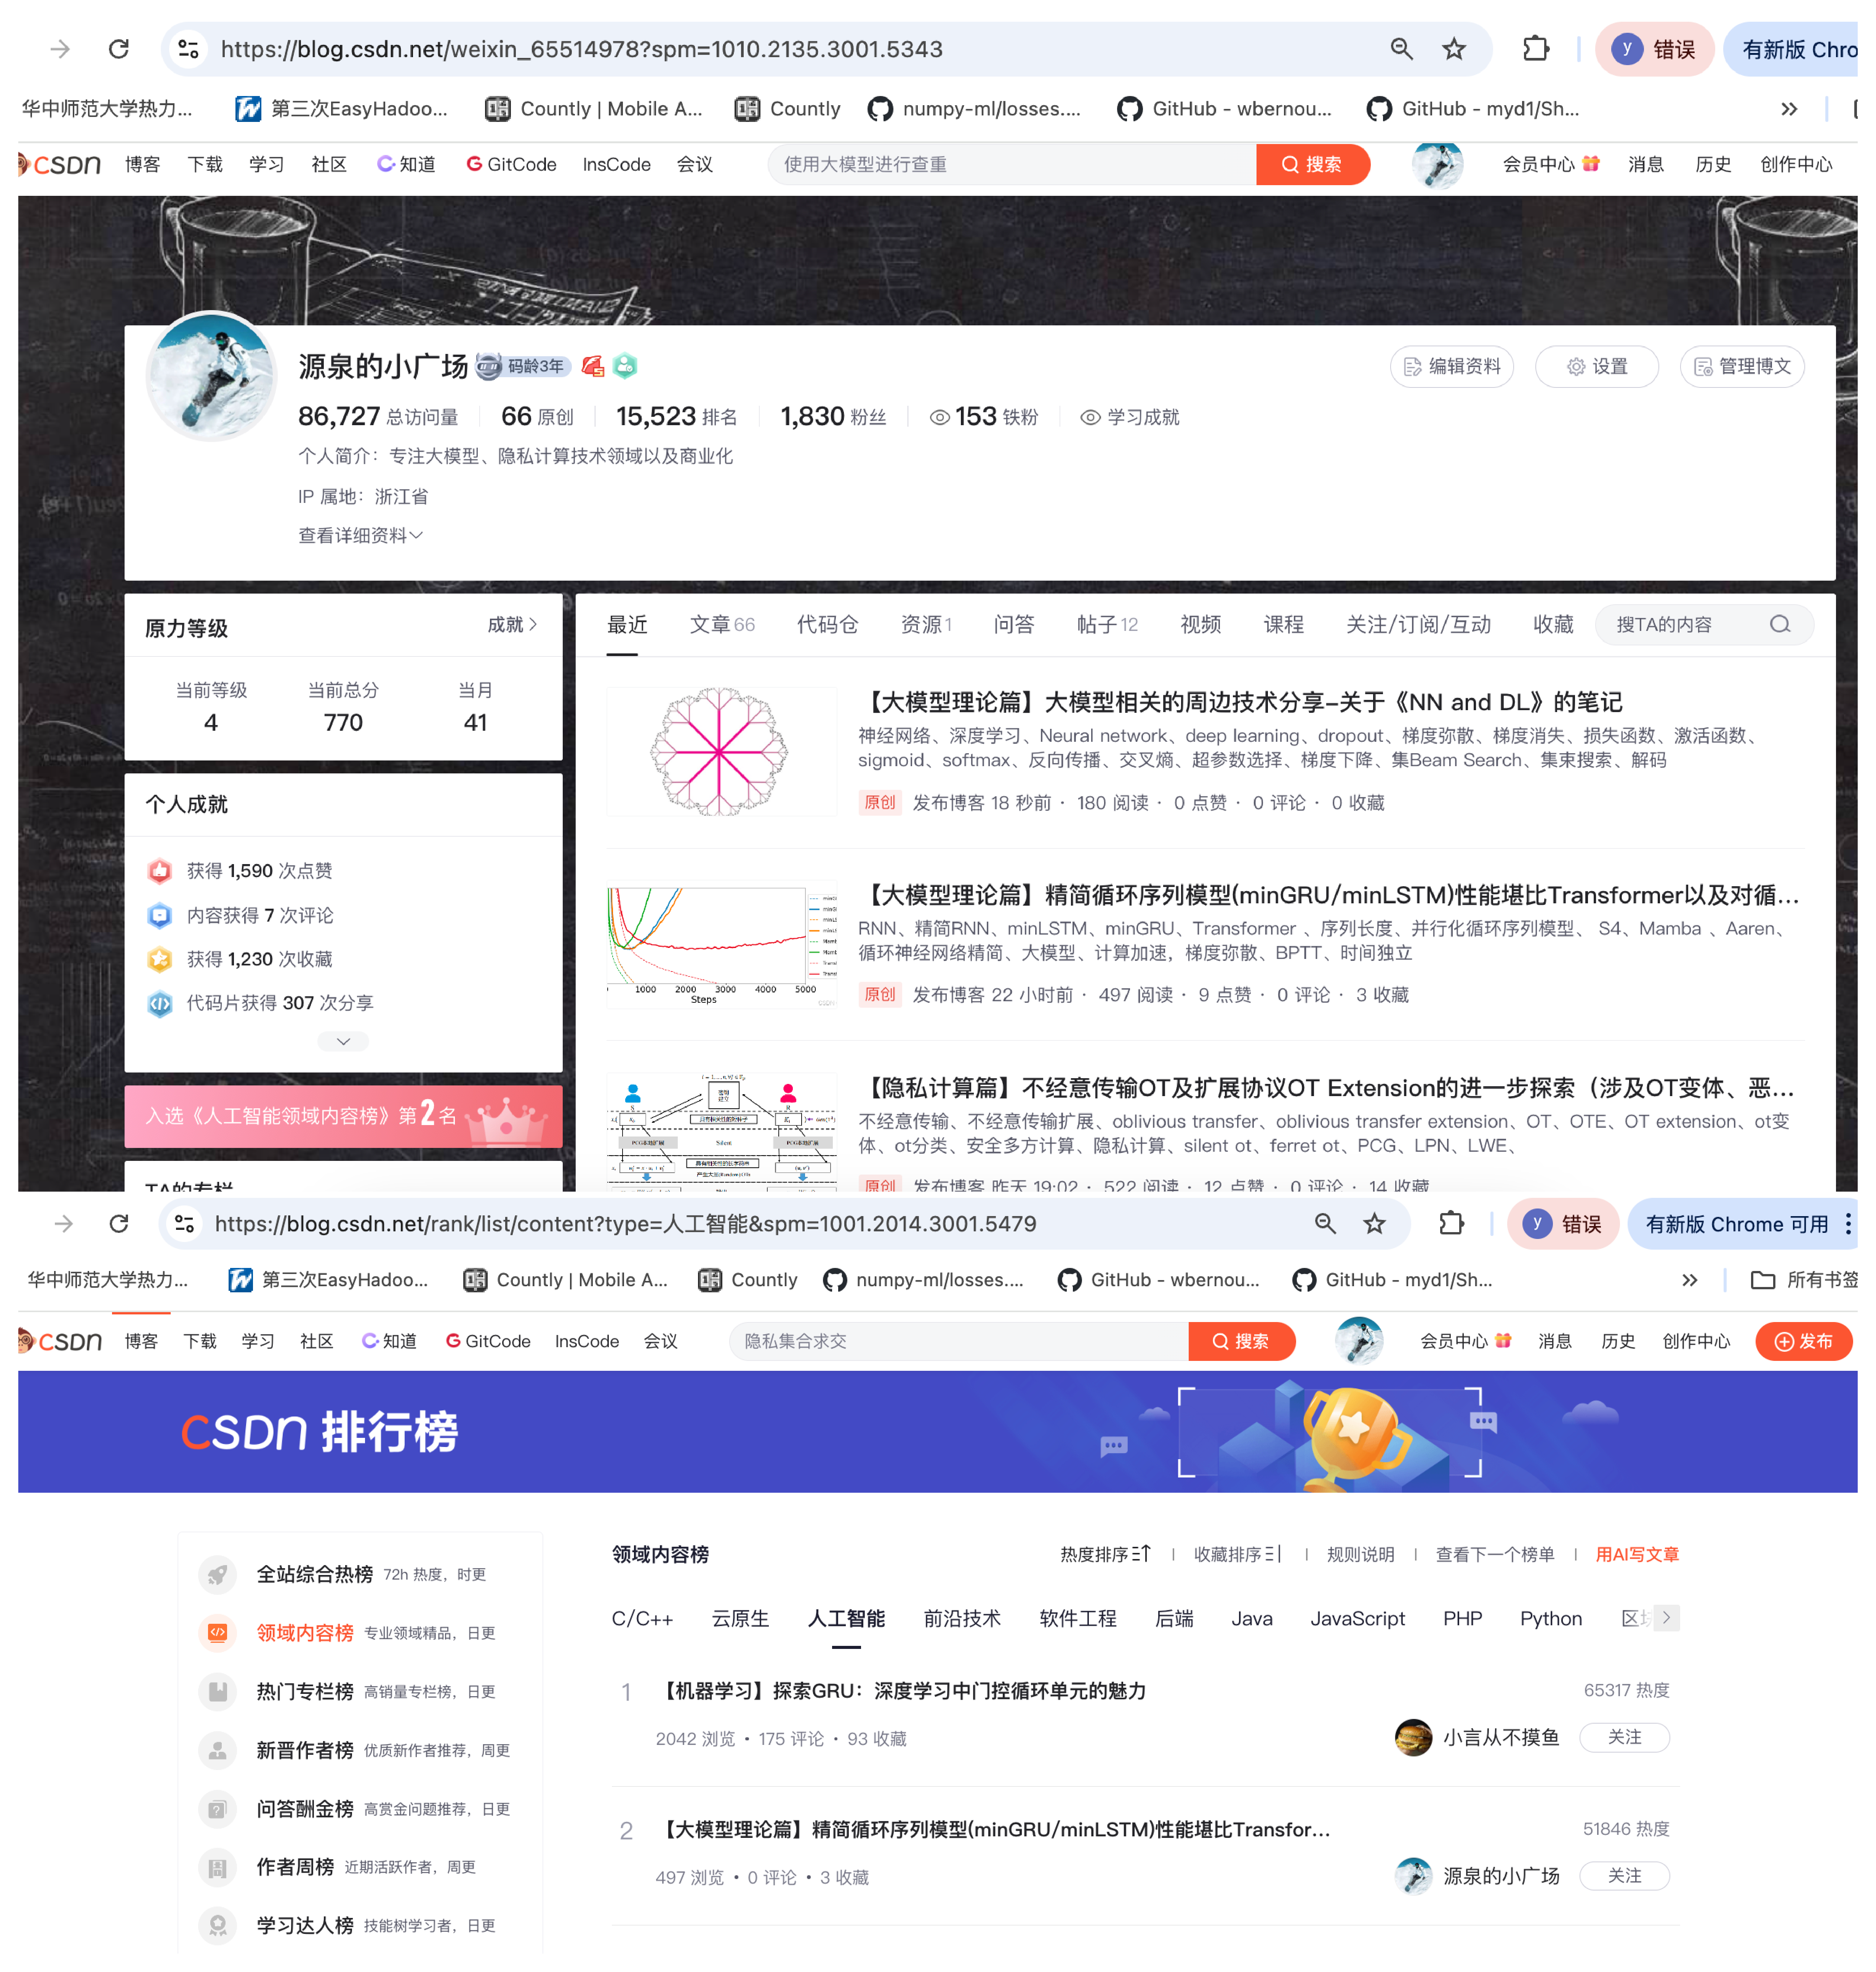 https://blog.csdn.net/weixin_65514978?spm=1010.2135.3001.5343
y 错误 有新版 Chro
华中师范大学热力... 第三次EasyHadoo... Countly | Mobile A... Countly numpy-ml/losses.... GitHub - wbernou... GitHub - myd1/Sh... »
CSDN 博客 下载 学习 社区 C知道 GitCode InsCode 会议 使用大模型进行查重 搜索 会员中心 消息 历史 创作中心
源泉的小广场 码龄3年
86,727 总访问量 66 原创 15,523 排名 1,830 粉丝 153 铁粉 学习成就
编辑资料 设置 管理博文
个人简介：专注大模型、隐私计算技术领域以及商业化
IP 属地：浙江省
查看详细资料
原力等级 成就
当前等级 当前总分 当月
4 770 41
个人成就
获得 1,590 次点赞
内容获得 7 次评论
获得 1,230 次收藏
代码片获得 307 次分享
入选《人工智能领域内容榜》第2名
TA的专栏
最近 文章 66 代码仓 资源 1 问答 帖子 12 视频 课程 关注/订阅/互动 收藏 搜TA的内容
【大模型理论篇】大模型相关的周边技术分享-关于《NN and DL》的笔记
神经网络、深度学习、Neural network、deep learning、dropout、梯度弥散、梯度消失、损失函数、激活函数、
sigmoid、softmax、反向传播、交叉熵、超参数选择、梯度下降、集Beam Search、集束搜索、解码
原创 发布博客 18 秒前 · 180 阅读 · 0 点赞 · 0 评论 · 0 收藏
【大模型理论篇】精简循环序列模型(minGRU/minLSTM)性能堪比Transformer以及对循...
RNN、精简RNN、minLSTM、minGRU、Transformer 、序列长度、并行化循环序列模型、 S4、Mamba 、Aaren、
循环神经网络精简、大模型、计算加速，梯度弥散、BPTT、时间独立
原创 发布博客 22 小时前 · 497 阅读 · 9 点赞 · 0 评论 · 3 收藏
1000 2000 3000 4000 5000
Steps
【隐私计算篇】不经意传输OT及扩展协议OT Extension的进一步探索（涉及OT变体、恶...
不经意传输、不经意传输扩展、oblivious transfer、oblivious transfer extension、OT、OTE、OT extension、ot变
体、ot分类、安全多方计算、隐私计算、silent ot、ferret ot、PCG、LPN、LWE、
原创 发布博客 昨天 19:02 · 522 阅读 · 12 点赞 · 0 评论 · 14 收藏
Silent
https://blog.csdn.net/rank/list/content?type=人工智能&spm=1001.2014.3001.5479
y 错误 有新版 Chrome 可用
华中师范大学热力... 第三次EasyHadoo... Countly | Mobile A... Countly numpy-ml/losses.... GitHub - wbernou... GitHub - myd1/Sh... » 所有书签
CSDN 博客 下载 学习 社区 C知道 GitCode InsCode 会议 隐私集合求交 搜索 会员中心 消息 历史 创作中心 发布
CSDN 排行榜
全站综合热榜 72h 热度，时更
领域内容榜 专业领域精品，日更
热门专栏榜 高销量专栏榜，日更
新晋作者榜 优质新作者推荐，周更
问答酬金榜 高赏金问题推荐，日更
作者周榜 近期活跃作者，周更
学习达人榜 技能树学习者，日更
领域内容榜 热度排序 收藏排序 规则说明 查看下一个榜单 用AI写文章
C/C++ 云原生 人工智能 前沿技术 软件工程 后端 Java JavaScript PHP Python
1 【机器学习】探索GRU：深度学习中门控循环单元的魅力 65317 热度
2042 浏览 • 175 评论 • 93 收藏 小言从不摸鱼 关注
2 【大模型理论篇】精简循环序列模型(minGRU/minLSTM)性能堪比Transfor... 51846 热度
497 浏览 • 0 评论 • 3 收藏 源泉的小广场 关注